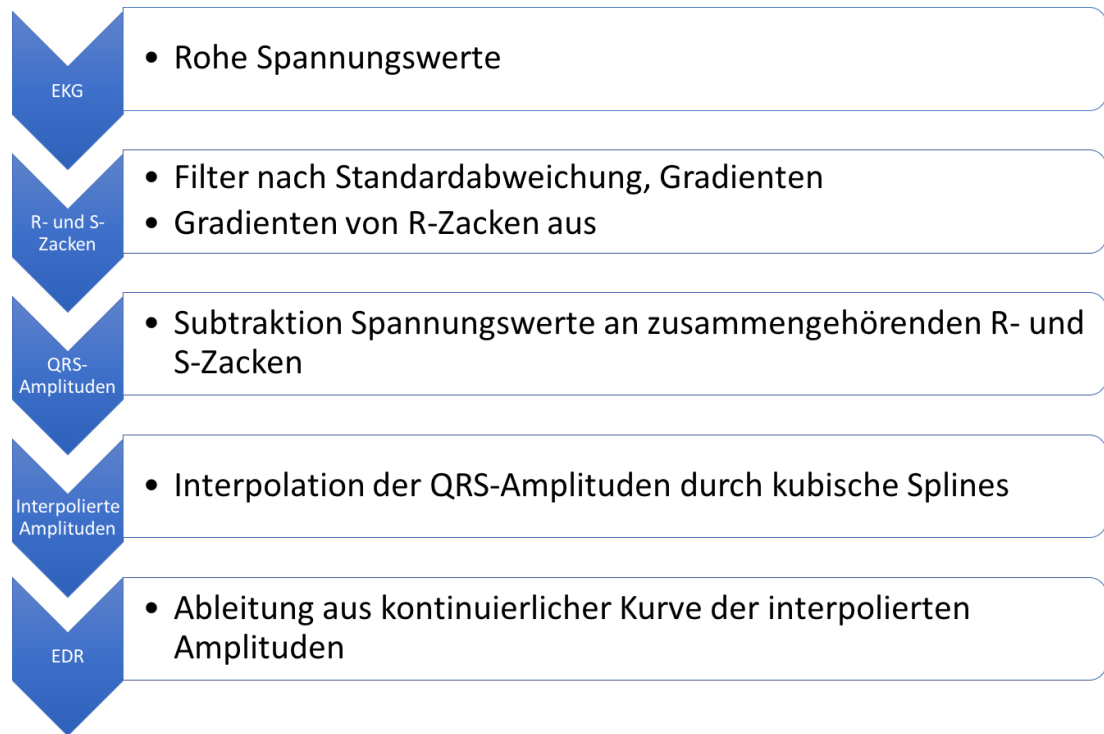 EKG
• Rohe Spannungswerte
R- und S-
Zacken
• Filter nach Standardabweichung, Gradienten
• Gradienten von R-Zacken aus
QRS-
Amplituden
• Subtraktion Spannungswerte an zusammengehörenden R- und
S-Zacken
Interpolierte
Amplituden
• Interpolation der QRS-Amplituden durch kubische Splines
EDR
• Ableitung aus kontinuierlicher Kurve der interpolierten
Amplituden